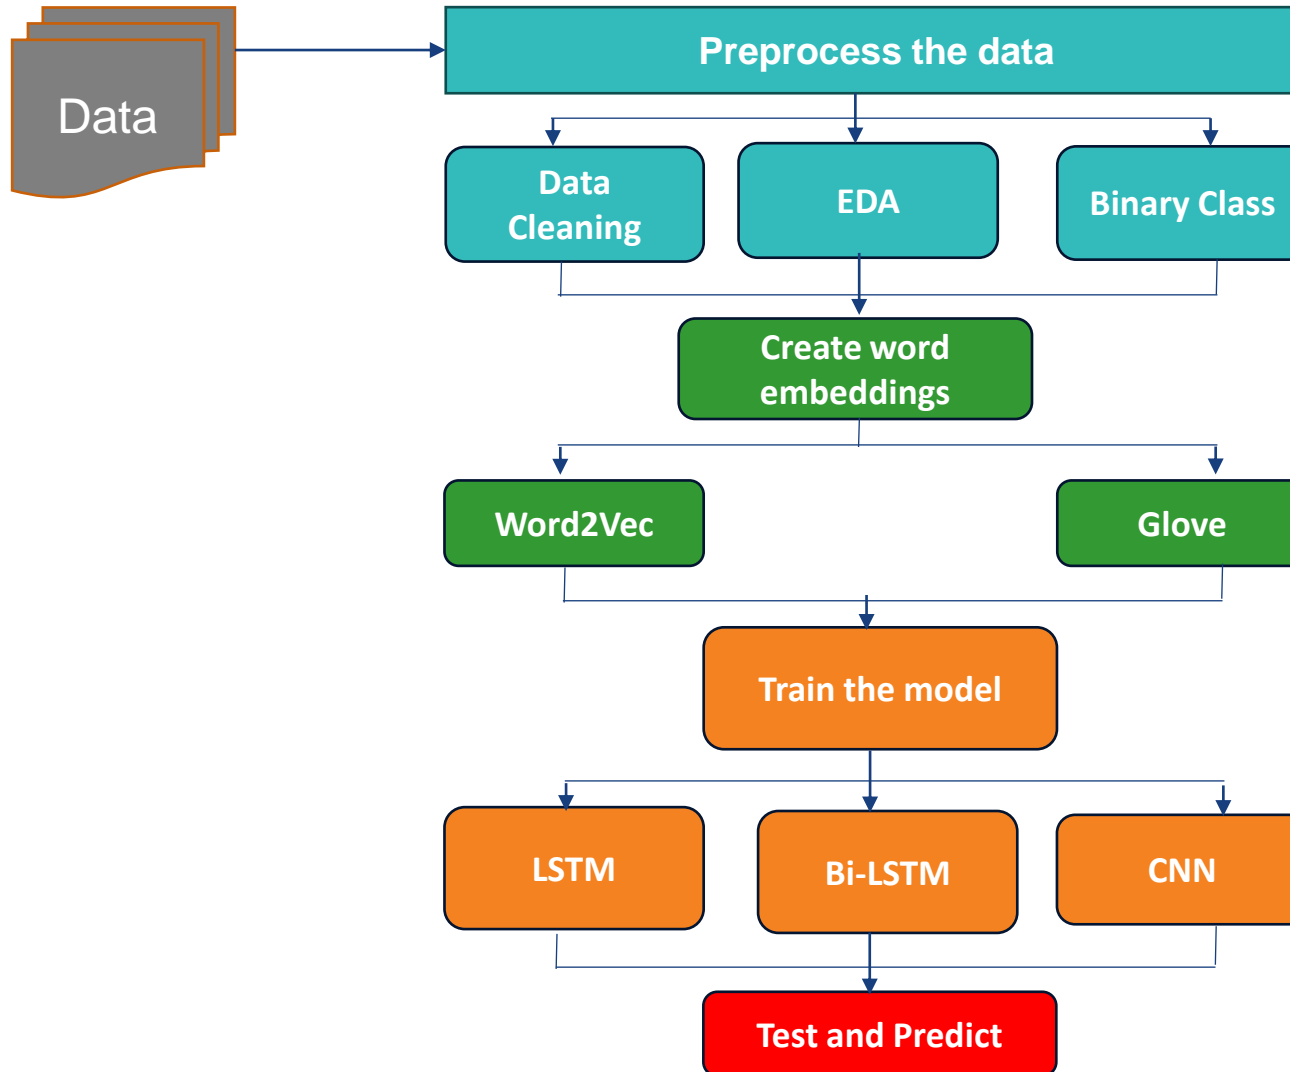 Data
Preprocess the data
Data
Cleaning
EDA
Binary Class
Create word
embeddings
Word2Vec
Glove
Train the model
LSTM
Bi-LSTM
CNN
Test and Predict